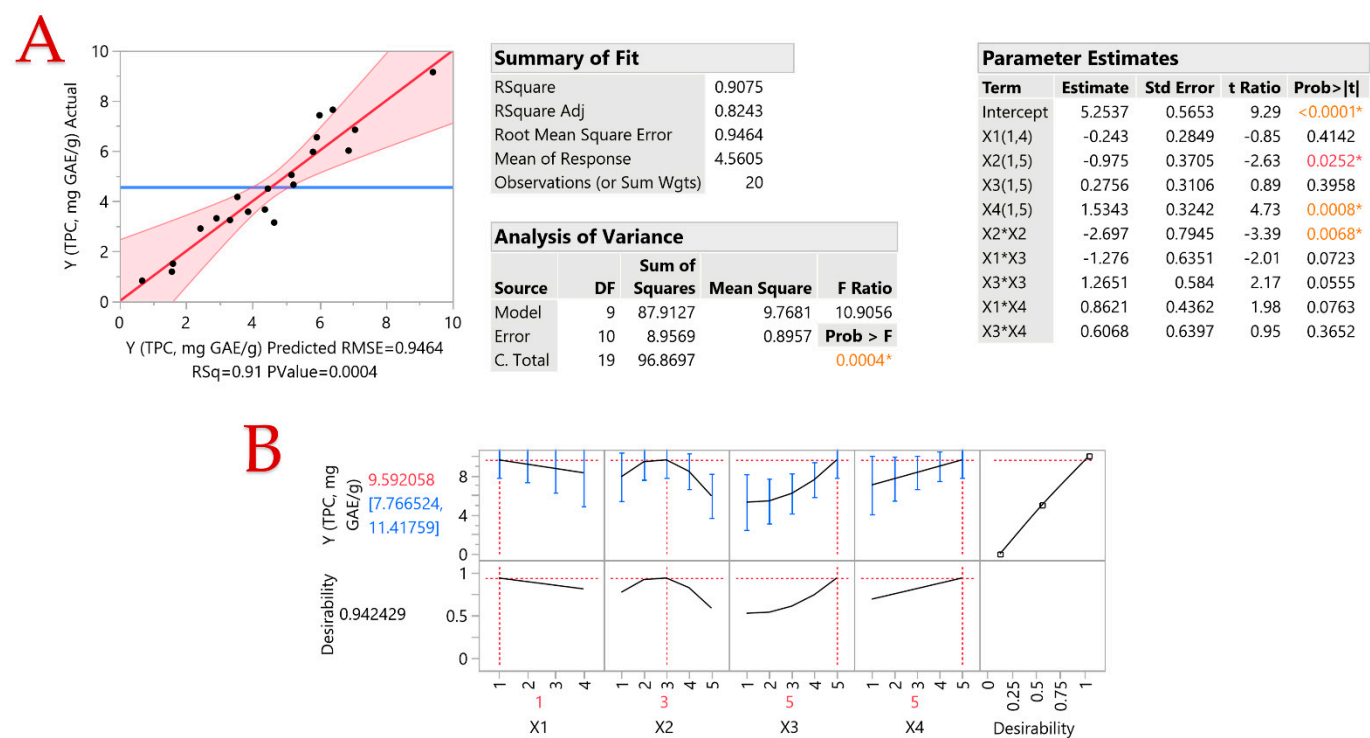 A
10
8
6
4
2
0
Y (TPC, mg GAE/g) Actual
0 2 4 6 8 10
Y (TPC, mg GAE/g) Predicted RMSE=0.9464
RSq=0.91 PValue=0.0004
Summary of Fit
RSquare 0.9075
RSquare Adj 0.8243
Root Mean Square Error 0.9464
Mean of Response 4.5605
Observations (or Sum Wgts) 20
Analysis of Variance
Source DF Sum of Squares Mean Square F Ratio
Model 9 87.9127 9.7681 10.9056
Error 10 8.9569 0.8957 Prob > F
C. Total 19 96.8697 0.0004*
Parameter Estimates
Term Estimate Std Error t Ratio Prob>|t|
Intercept 5.2537 0.5653 9.29 <0.0001*
X1(1,4) -0.243 0.2849 -0.85 0.4142
X2(1,5) -0.975 0.3705 -2.63 0.0252*
X3(1,5) 0.2756 0.3106 0.89 0.3958
X4(1,5) 1.5343 0.3242 4.73 0.0008*
X2*X2 -2.697 0.7945 -3.39 0.0068*
X1*X3 -1.276 0.6351 -2.01 0.0723
X3*X3 1.2651 0.584 2.17 0.0555
X1*X4 0.8621 0.4362 1.98 0.0763
X3*X4 0.6068 0.6397 0.95 0.3652
B
Y (TPC, mg
GAE/g)
9.592058
[7.766524,
11.41759]
8
4
0
Desirability
0.942429
1
0.5
0
1 2 3 4
1 2 3 4 5
1 2 3 4 5
1 2 3 4 5
0 0.25 0.5 0.75 1
1 3 5 5
X1 X2 X3 X4 Desirability